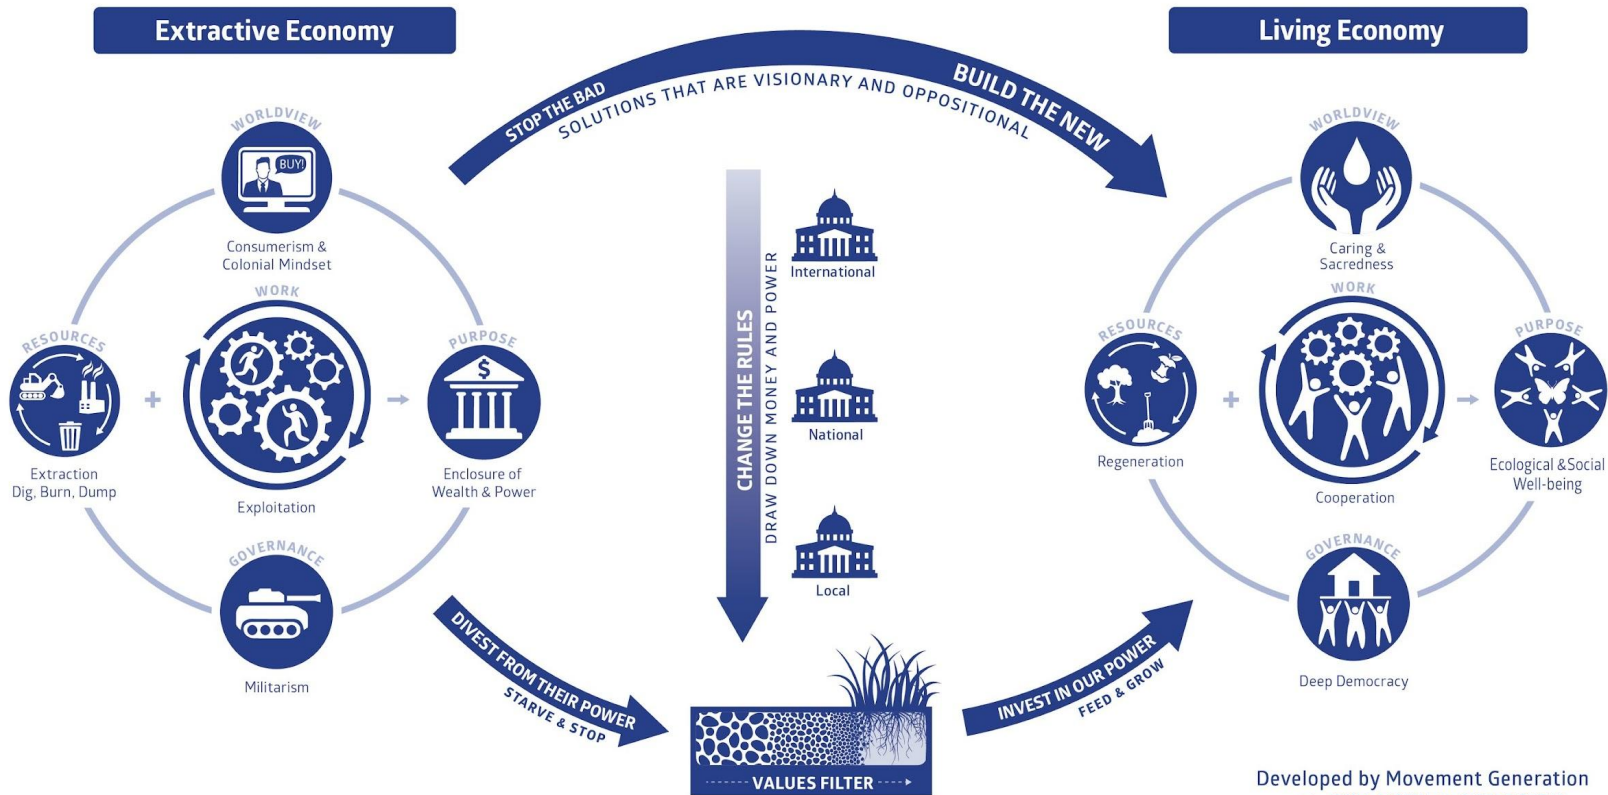 Extractive Economy
Living Economy
STOP THE BAD
BUILD THE NEW
SOLUTIONS THAT ARE VISIONARY AND OPPOSITIONAL
WORLDVIEW
BUY!
Consumerism &
Colonial Mindset
WORK
RESOURCES
Extraction
Dig, Burn, Dump
+
Exploitation
PURPOSE
$
Enclosure of
Wealth & Power
GOVERNANCE
Militarism
CHANGE THE RULES
DRAW DOWN MONEY AND POWER
International
National
Local
DIVEST FROM THEIR POWER
STARVE & STOP
VALUES FILTER
INVEST IN OUR POWER
FEED & GROW
WORLDVIEW
Caring &
Sacredness
WORK
RESOURCES
Regeneration
+
Cooperation
PURPOSE
Ecological & Social
Well-being
GOVERNANCE
Deep Democracy
Developed by Movement Generation